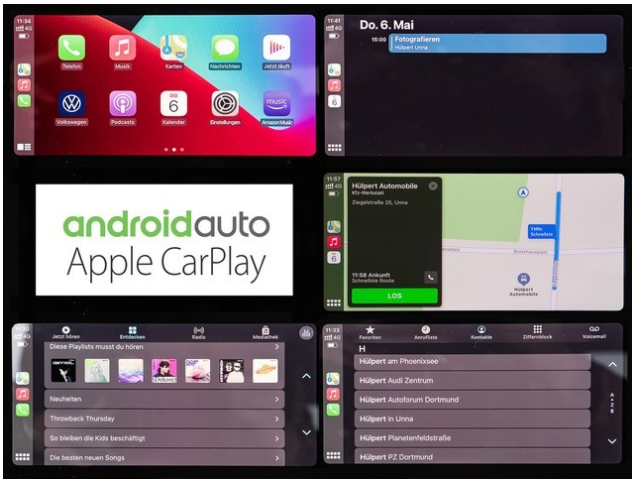 11:34
4G
Telefon
Musik
Karten
Nachrichten
Jetzt läuft
Volkswagen
Podcasts
DO.
6
Kalender
Einstellungen
music
Amazon Music
11:41
4G
6
Do. 6. Mai
15:00
Fotografieren
Hülpert Unna
androidauto
Apple CarPlay
11:57
4G
6
Hülpert Automobile
Kfz-Werkstatt
Ziegelstraße 25, Unna
11:58 Ankunft
Schnellste Route
LOS
1 Min.
Schnellste
Brockhausplatz
Hülpert
Automobile
4G
Jetzt hören
Entdecken
Radio
Mediathek
Diese Playlists musst du hören
Neuheiten
Throwback Thursday
So bleiben die Kids beschäftigt
Die besten neuen Songs
11:33
4G
Favoriten
Anrufliste
Kontakte
Ziffernblock
Voicemail
H
Hülpert am Phoenixsee
Hülpert Audi Zentrum
Hülpert Autoforum Dortmund
Hülpert in Unna
Hülpert Planetenfeldstraße
Hülpert PZ Dortmund
A
Z